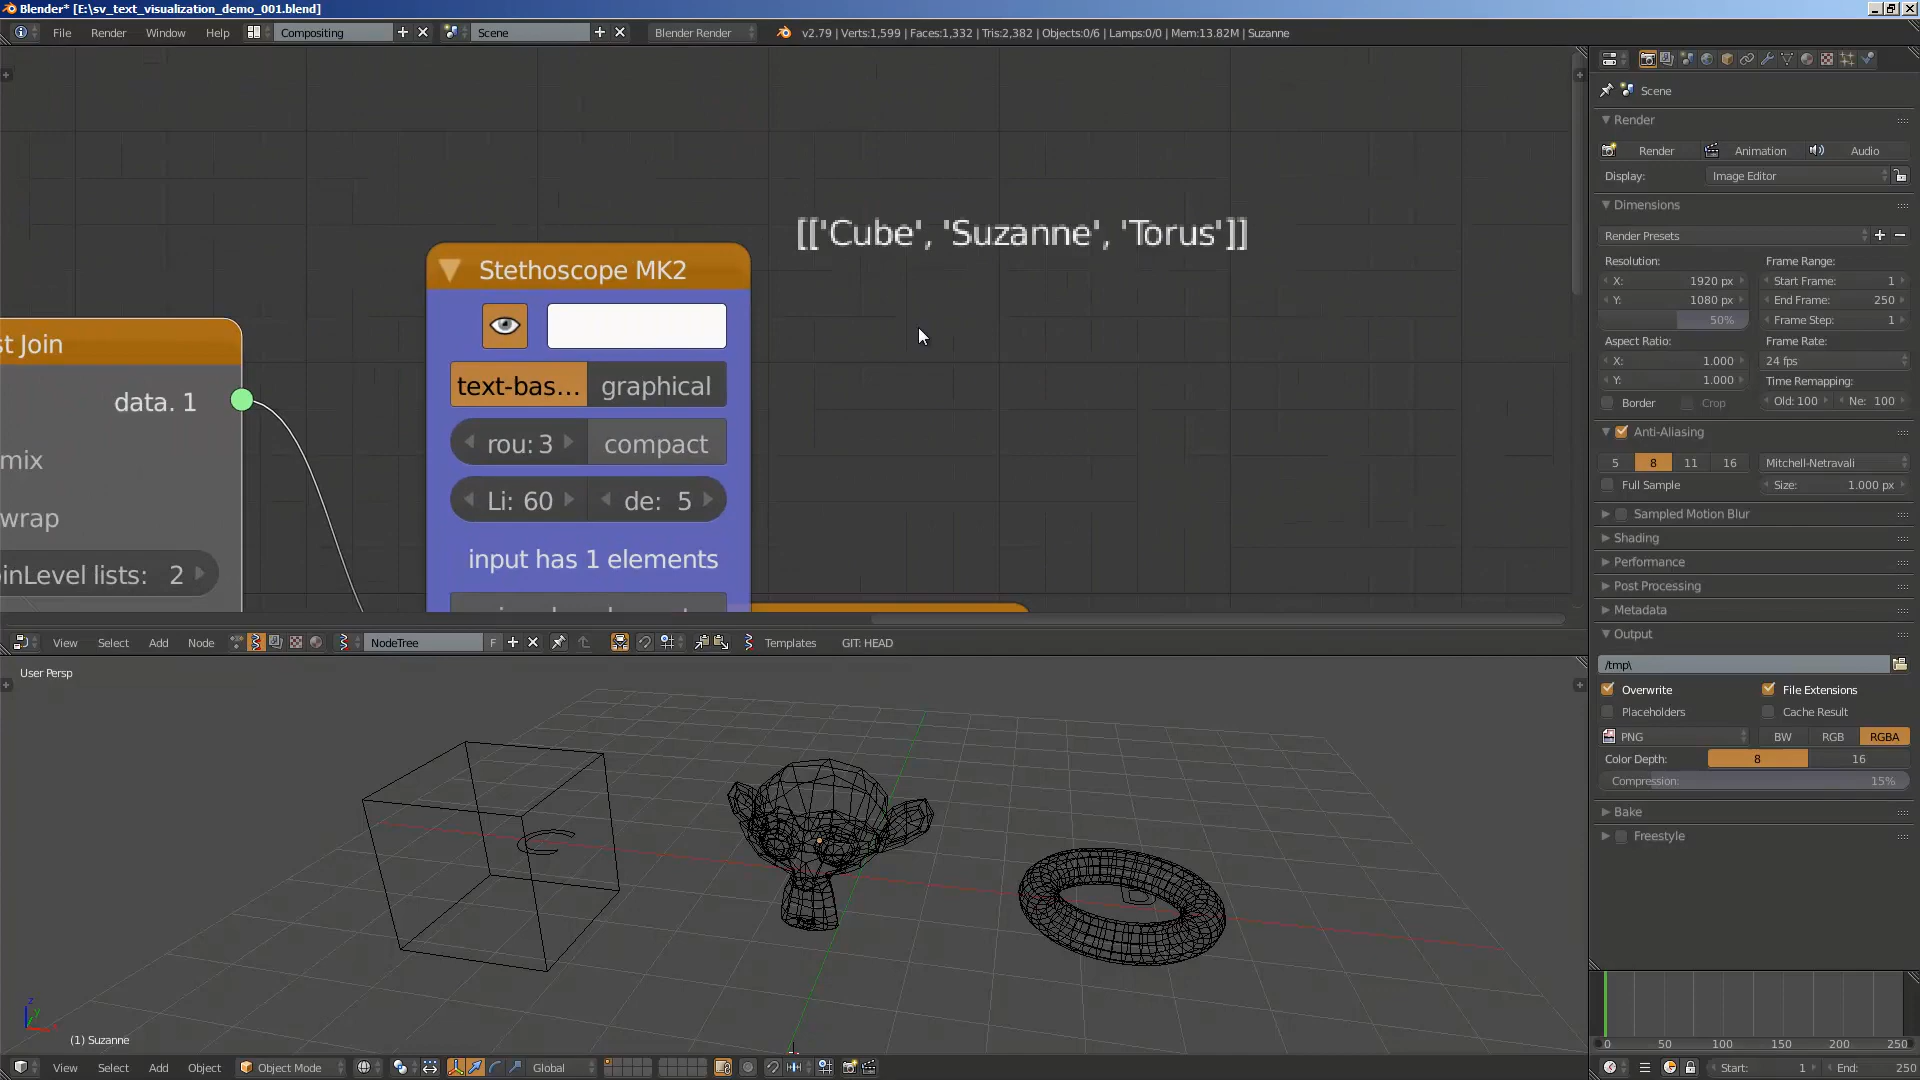 Blender* [E:\sv_text_visualization_demo_001.blend]
File Render Window Help Compositing Scene Blender Render v2.79 | Verts:1,599 | Faces:1,332 | Tris:2,382 | Objects:0/6 | Lamps:0/0 | Mem:13.82M | Suzanne
[['Cube', 'Suzanne', 'Torus']]
Stethoscope MK2
text-bas... graphical
rou: 3 compact
Li: 60 de: 5
input has 1 elements
st Join
data. 1
mix
wrap
inLevel lists: 2
View Select Add Node NodeTree F Templates GIT: HEAD
User Persp
(1) Suzanne
View Select Add Object Object Mode Global
Scene
Render
Render Animation Audio
Display: Image Editor
Dimensions
Render Presets
Resolution: Frame Range:
X: 1920 px Start Frame: 1
Y: 1080 px End Frame: 250
50% Frame Step: 1
Aspect Ratio: Frame Rate:
X: 1.000 24 fps
Y: 1.000 Time Remapping:
Border Crop Old: 100 Ne: 100
Anti-Aliasing
5 8 11 16 Mitchell-Netravali
Full Sample Size: 1.000 px
Sampled Motion Blur
Shading
Performance
Post Processing
Metadata
Output
/tmp\
Overwrite File Extensions
Placeholders Cache Result
PNG BW RGB RGBA
Color Depth: 8 16
Compression: 15%
Bake
Freestyle
0 50 100 150 200 250
Start: 1 End: 250